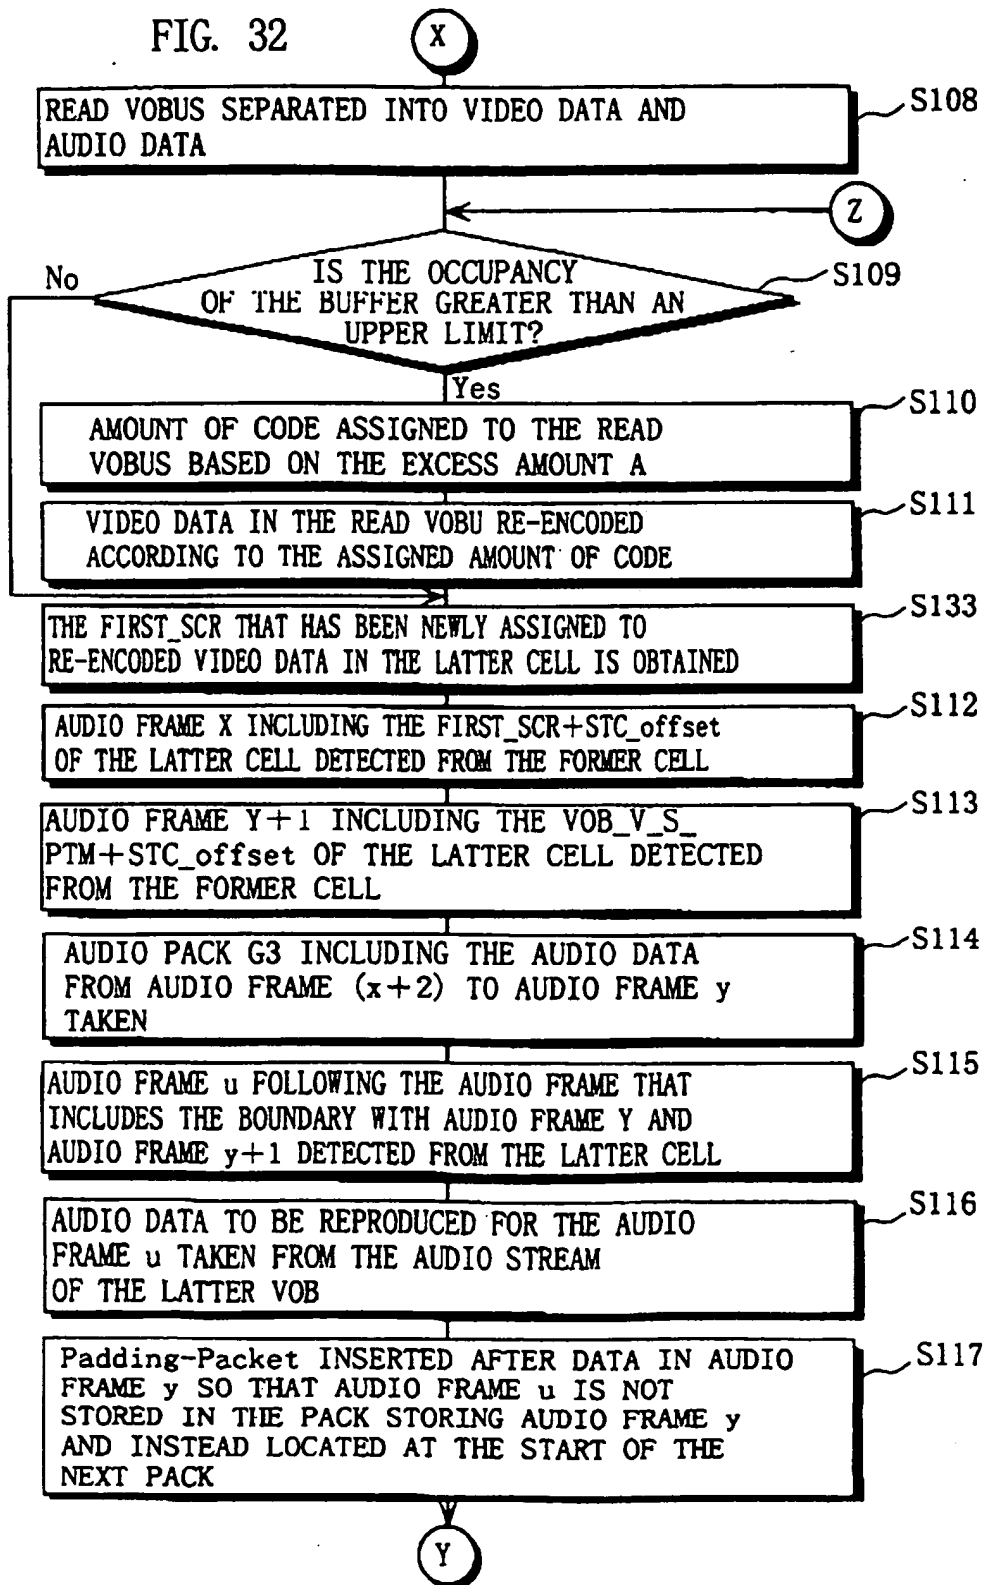 FIG. 32
X
READ VOBUS SEPARATED INTO VIDEO DATA AND
AUDIO DATA
S108
Z
No
IS THE OCCUPANCY
OF THE BUFFER GREATER THAN AN
UPPER LIMIT?
S109
Yes
AMOUNT OF CODE ASSIGNED TO THE READ
VOBUS BASED ON THE EXCESS AMOUNT A
S110
VIDEO DATA IN THE READ VOBU RE-ENCODED
ACCORDING TO THE ASSIGNED AMOUNT OF CODE
S111
THE FIRST_SCR THAT HAS BEEN NEWLY ASSIGNED TO
RE-ENCODED VIDEO DATA IN THE LATTER CELL IS OBTAINED
S133
AUDIO FRAME X INCLUDING THE FIRST_SCR+STC_offset
OF THE LATTER CELL DETECTED FROM THE FORMER CELL
S112
AUDIO FRAME Y+1 INCLUDING THE VOB_V_S_
PTM+STC_offset OF THE LATTER CELL DETECTED
FROM THE FORMER CELL
S113
AUDIO PACK G3 INCLUDING THE AUDIO DATA
FROM AUDIO FRAME (x+2) TO AUDIO FRAME y
TAKEN
S114
AUDIO FRAME u FOLLOWING THE AUDIO FRAME THAT
INCLUDES THE BOUNDARY WITH AUDIO FRAME Y AND
AUDIO FRAME y+1 DETECTED FROM THE LATTER CELL
S115
AUDIO DATA TO BE REPRODUCED FOR THE AUDIO
FRAME u TAKEN FROM THE AUDIO STREAM
OF THE LATTER VOB
S116
Padding-Packet INSERTED AFTER DATA IN AUDIO
FRAME y SO THAT AUDIO FRAME u IS NOT
STORED IN THE PACK STORING AUDIO FRAME y
AND INSTEAD LOCATED AT THE START OF THE
NEXT PACK
S117
Y